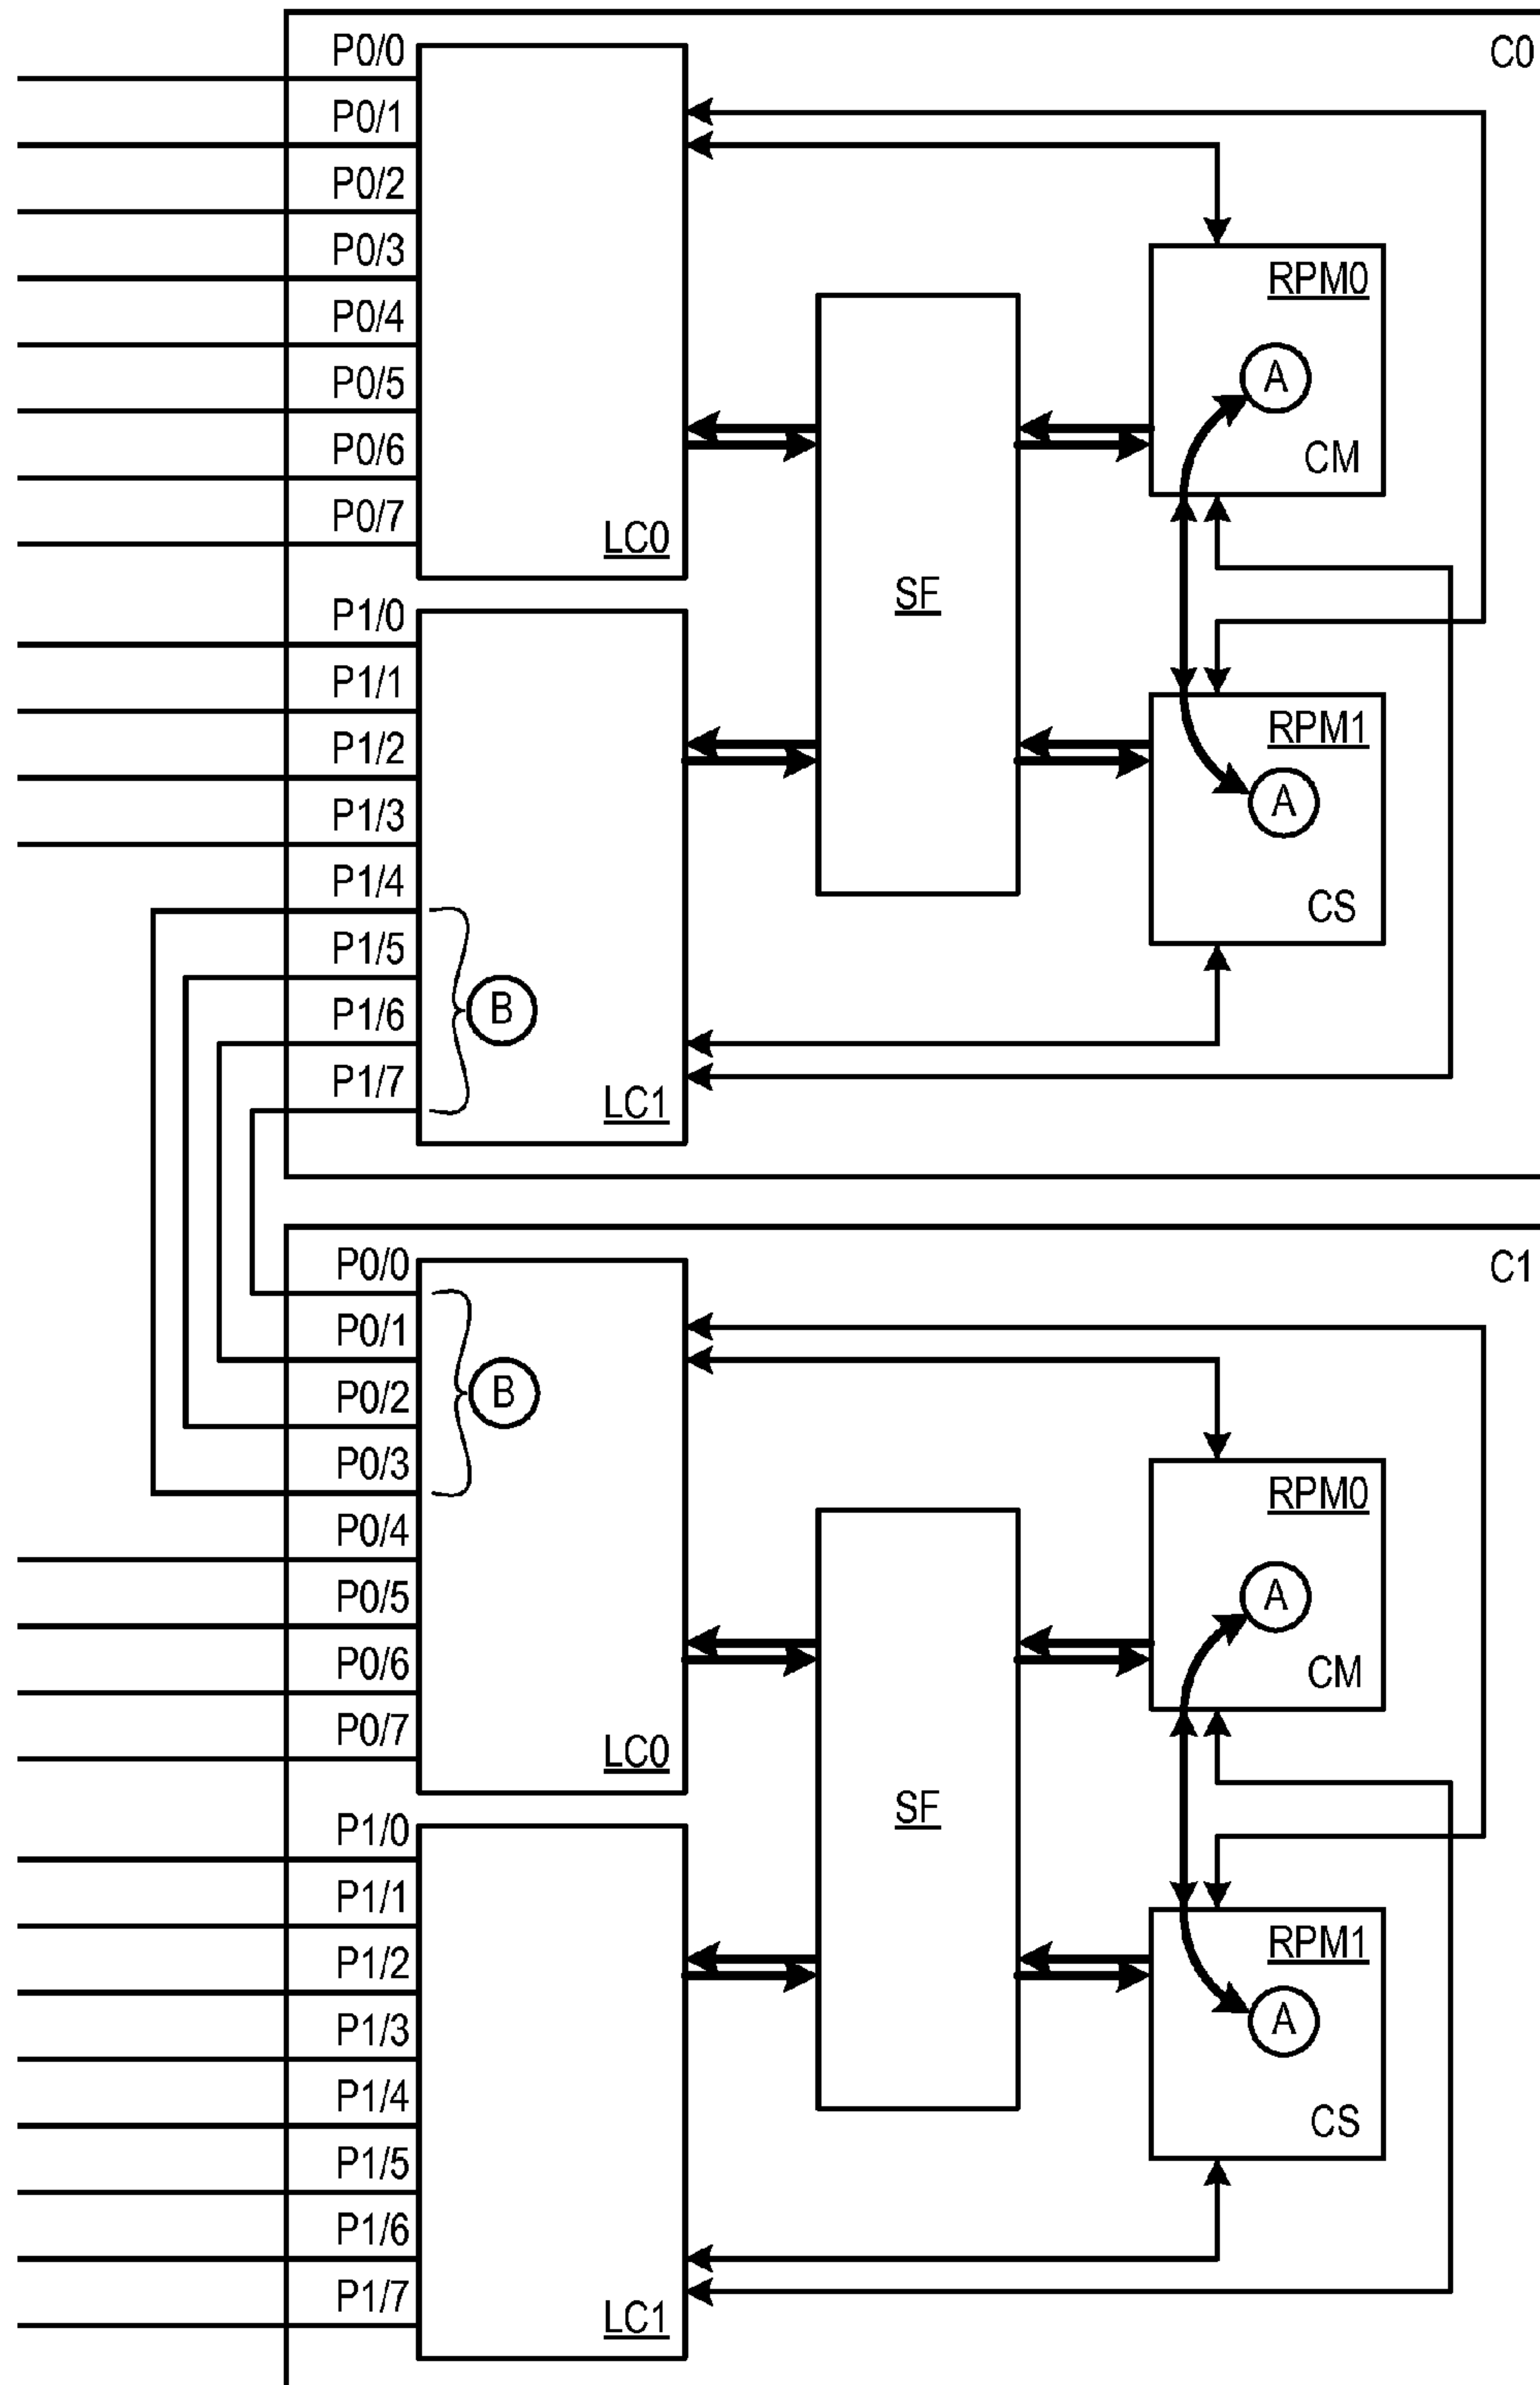 C0
P0/0
P0/1
P0/2
P0/3
P0/4
P0/5
P0/6
P0/7
LC0
P1/0
P1/1
P1/2
P1/3
P1/4
P1/5
P1/6
P1/7
B
LC1
SF
RPM0
A
CM
RPM1
A
CS
C1
P0/0
P0/1
P0/2
P0/3
P0/4
P0/5
P0/6
P0/7
B
LC0
P1/0
P1/1
P1/2
P1/3
P1/4
P1/5
P1/6
P1/7
LC1
SF
RPM0
A
CM
RPM1
A
CS